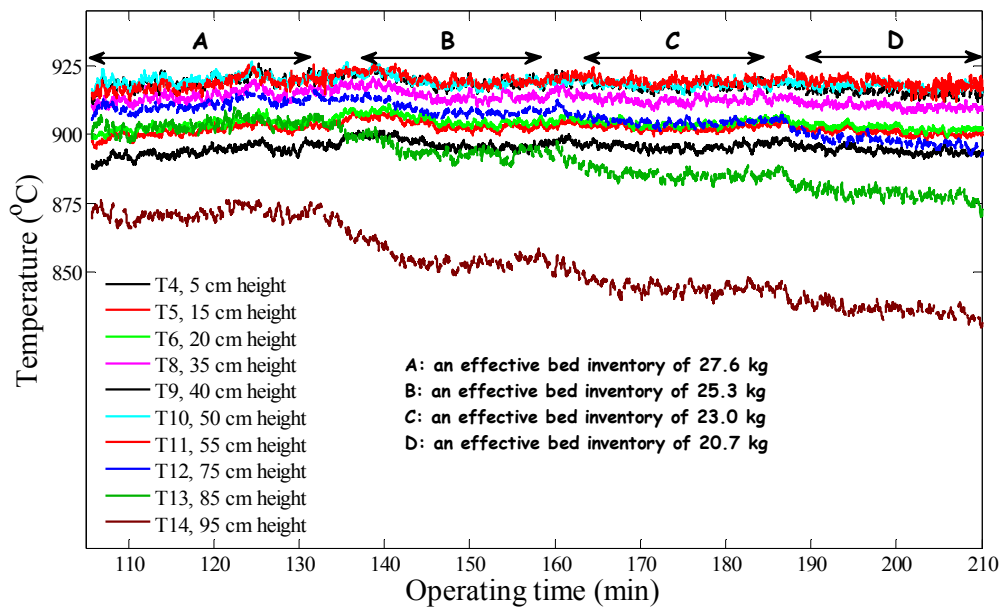 A B C D
925
900
875
850
Temperature (°C)
T4, 5 cm height
T5, 15 cm height
T6, 20 cm height
T8, 35 cm height
T9, 40 cm height
T10, 50 cm height
T11, 55 cm height
T12, 75 cm height
T13, 85 cm height
T14, 95 cm height
A: an effective bed inventory of 27.6 kg
B: an effective bed inventory of 25.3 kg
C: an effective bed inventory of 23.0 kg
D: an effective bed inventory of 20.7 kg
110 120 130 140 150 160 170 180 190 200 210
Operating time (min)